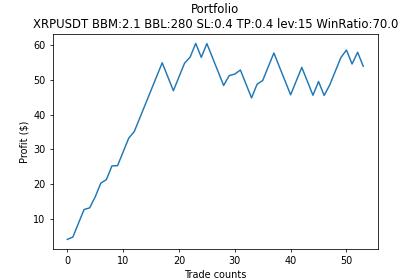 Portfolio
XRPUSDT BBM:2.1 BBL:280 SL:0.4 TP:0.4 lev:15 WinRatio:70.0
60
50
40
30
20
10
Profit ($)
0 10 20 30 40 50
Trade counts